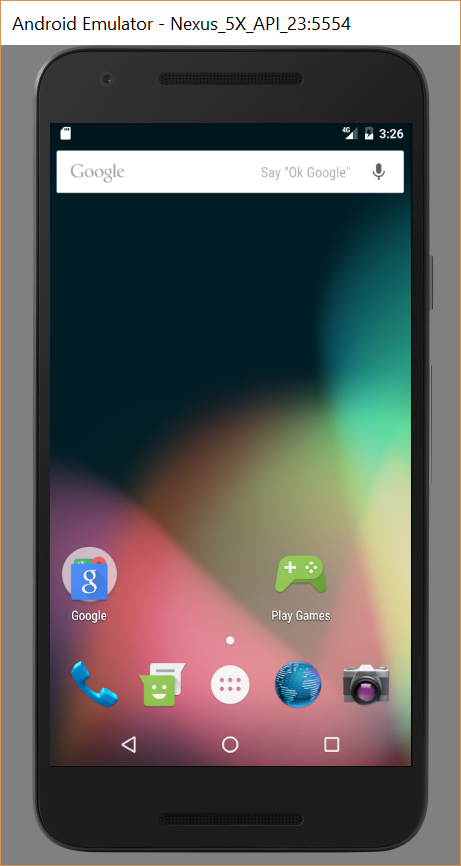 Android Emulator - Nexus_5X_API_23:5554
4G 3:26
Google Say "Ok Google"
g
Google Play Games